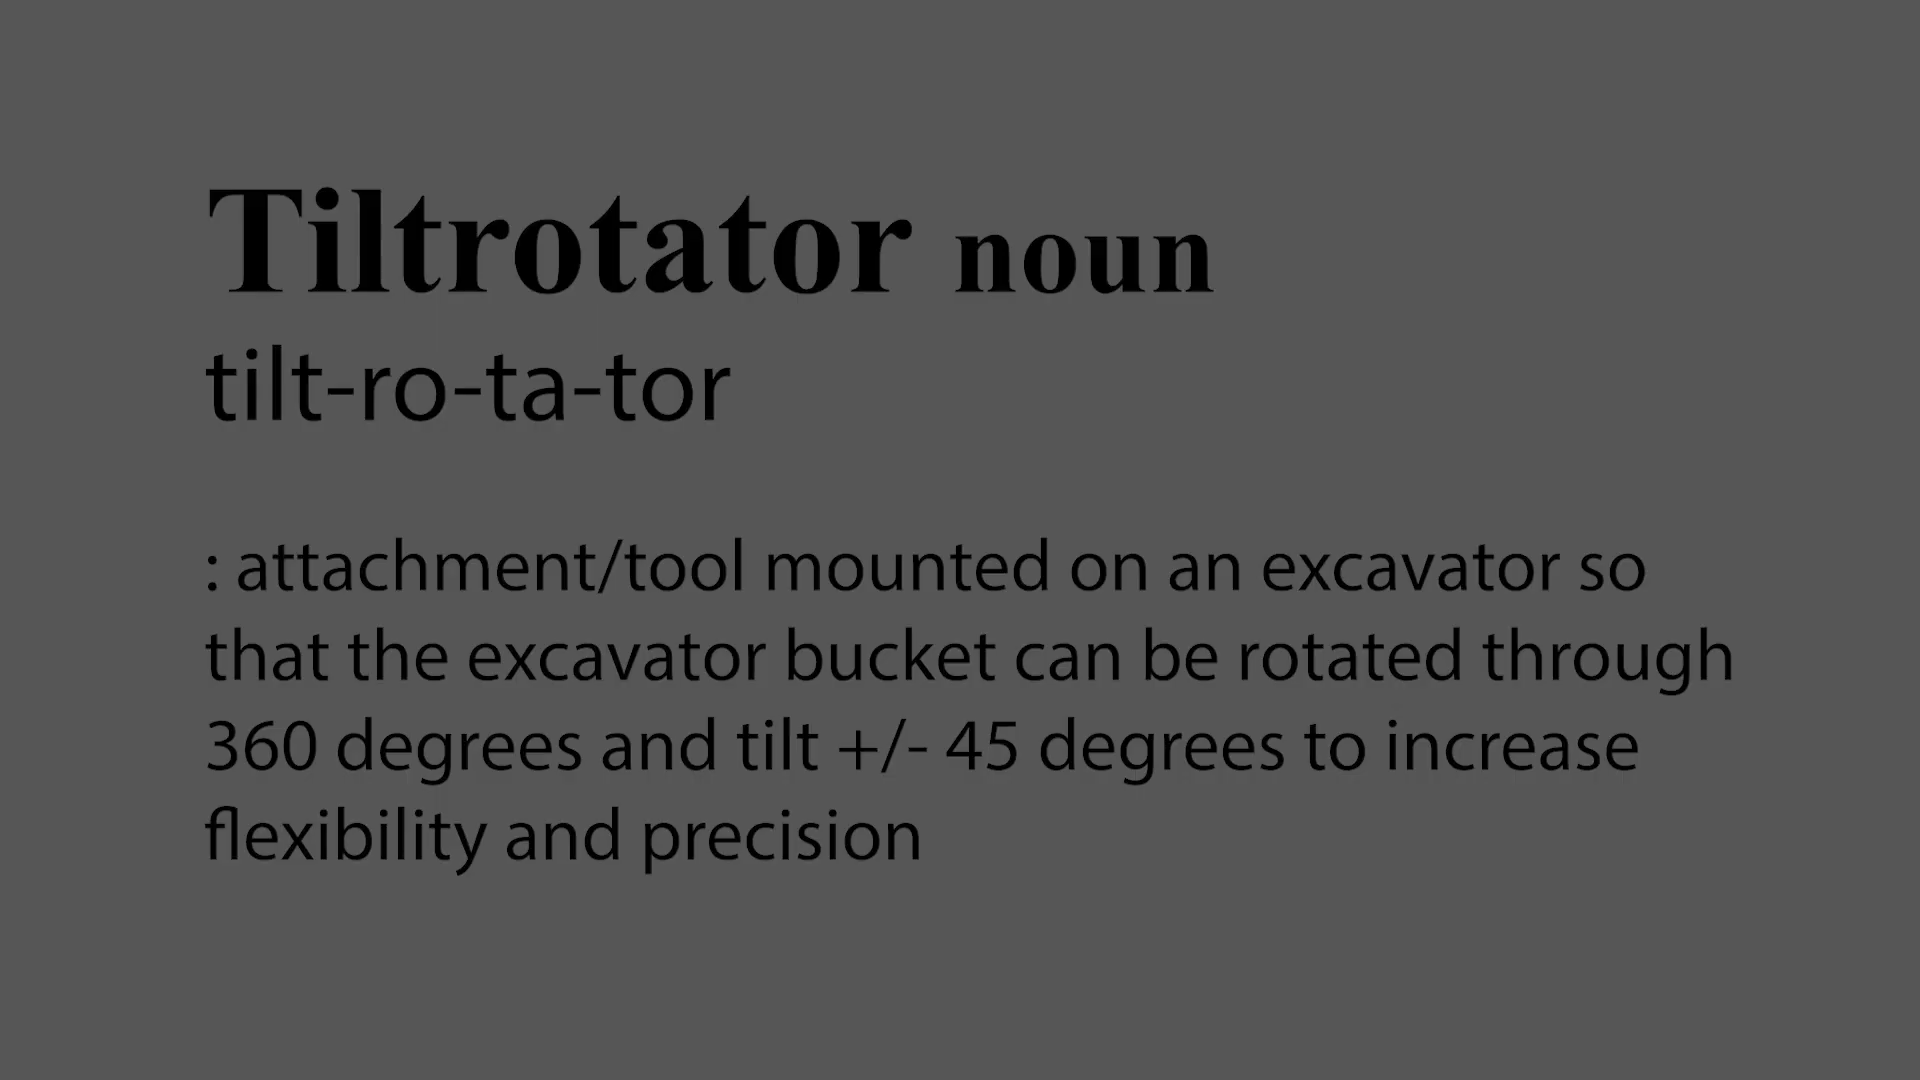 Tiltrotator noun
tilt-ro-ta-tor
: attachment/tool mounted on an excavator so
that the excavator bucket can be rotated through
360 degrees and tilt +/- 45 degrees to increase
flexibility and precision